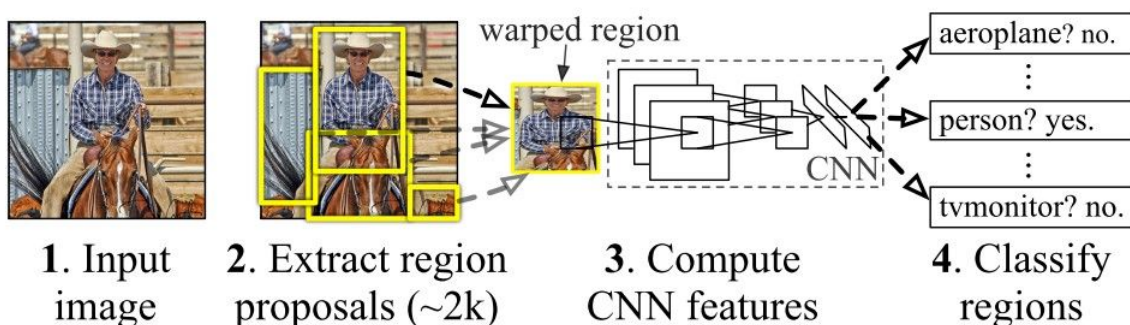 warped region
aeroplane? no.
person? yes.
tvmonitor? no.
CNN
1. Input
image
2. Extract region
proposals (~2k)
3. Compute
CNN features
4. Classify
regions